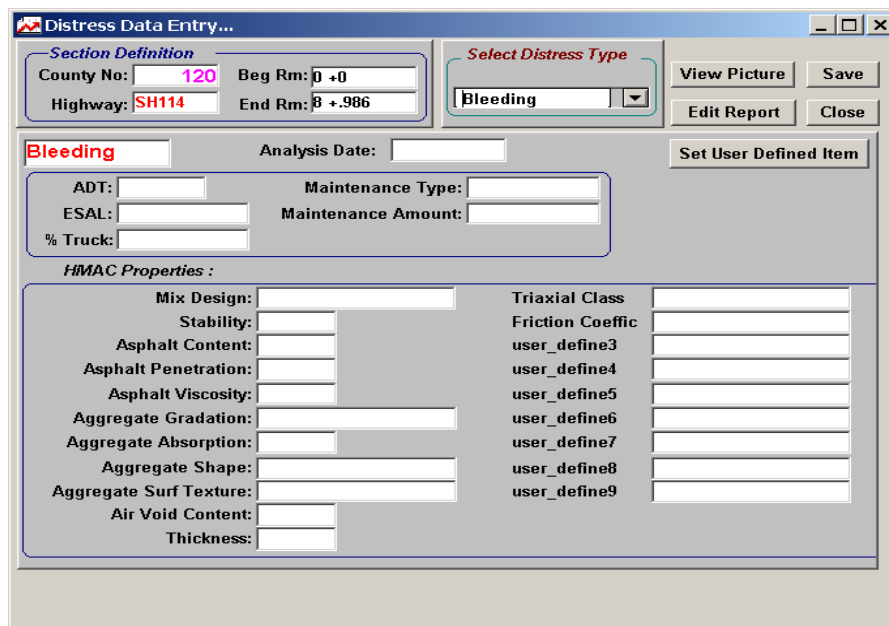 Distress Data Entry...
Section Definition
County No: 120 Beg Rm: 0 +0
Highway: SH114 End Rm: 8 +.986
Select Distress Type
Bleeding
View Picture Save
Edit Report Close
Bleeding Analysis Date: Set User Defined Item
ADT: Maintenance Type:
ESAL: Maintenance Amount:
% Truck:
HMAC Properties :
Mix Design: Triaxial Class
Stability: Friction Coeffic
Asphalt Content: user_define3
Asphalt Penetration: user_define4
Asphalt Viscosity: user_define5
Aggregate Gradation: user_define6
Aggregate Absorption: user_define7
Aggregate Shape: user_define8
Aggregate Surf Texture: user_define9
Air Void Content:
Thickness: